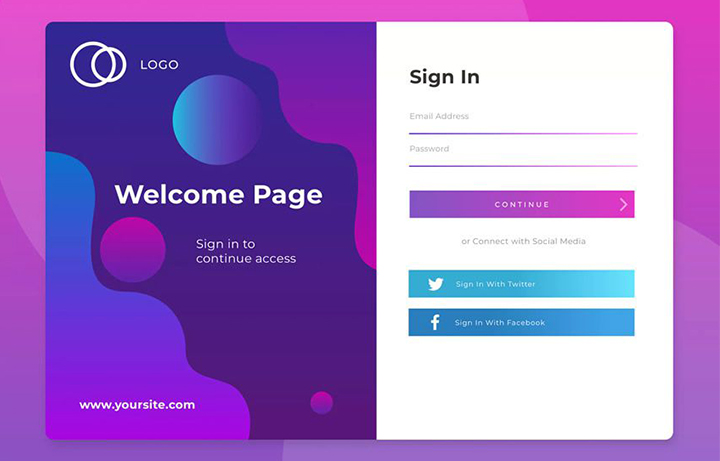 LOGO
Welcome Page
Sign in to
continue access
www.yoursite.com
Sign In
Email Address
Password
CONTINUE
or Connect with Social Media
Sign In With Twitter
Sign In With Facebook